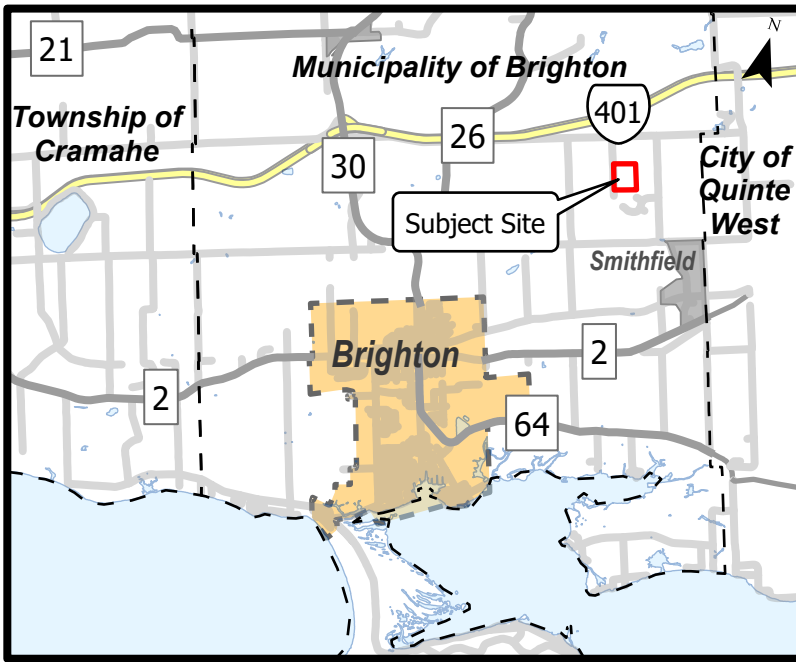 21
N
Municipality of Brighton
401
Township of
Cramahe
26
30
City of
Quinte
West
Subject Site
Smithfield
Brighton
2
2
64